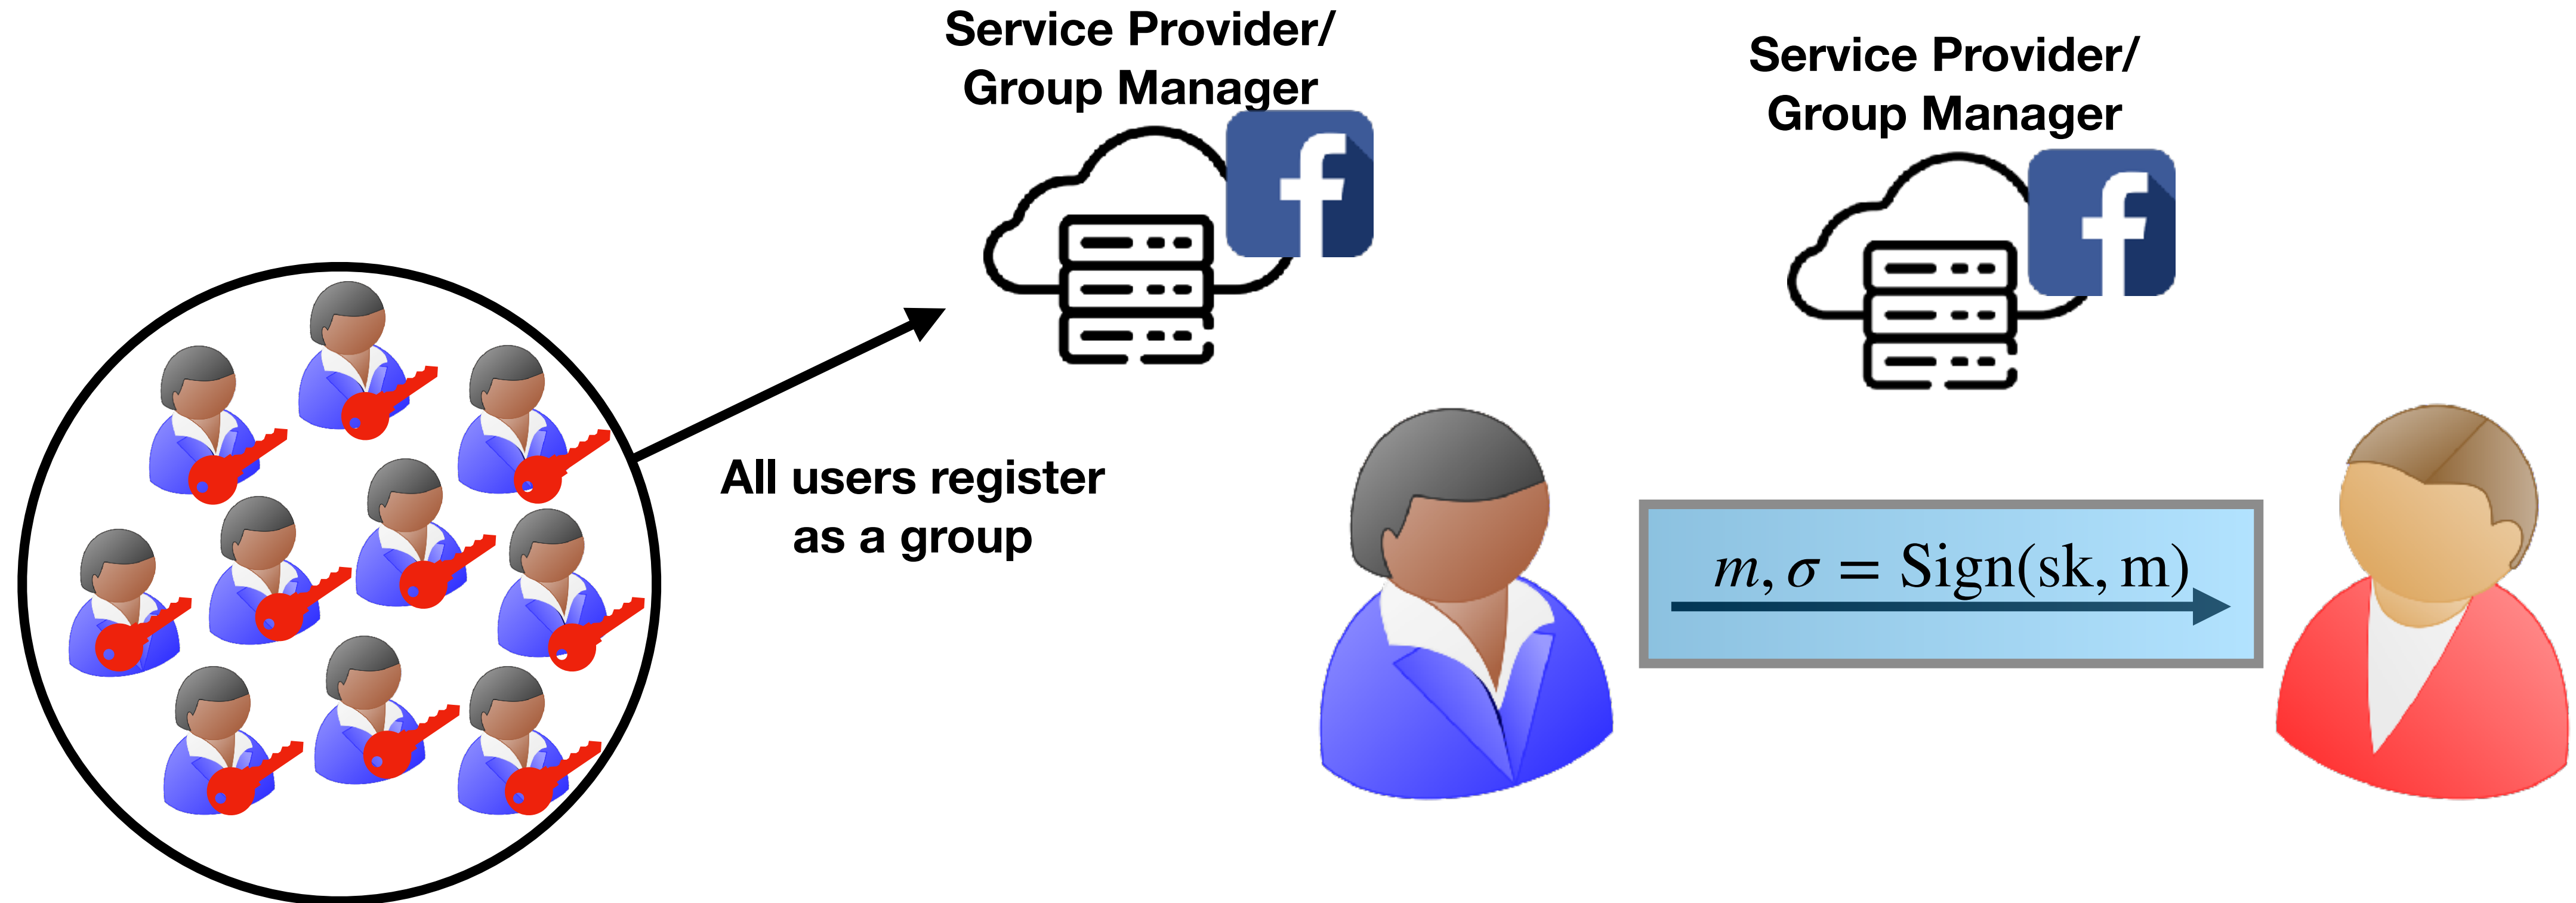 Service Provider/
Group Manager
Service Provider/
Group Manager
f
f
All users register
as a group
m, σ = Sign(sk, m)